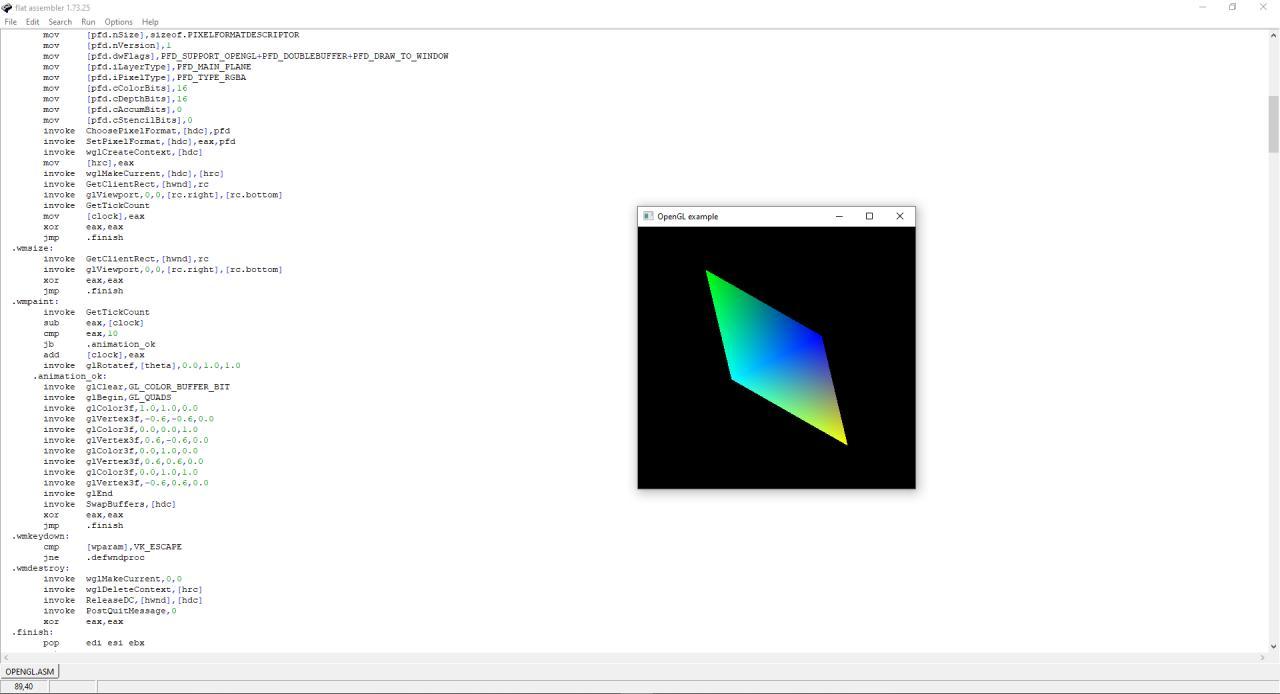 flat assembler 1.73.25
File Edit Search Run Options Help
mov [pfd.nSize],sizeof.PIXELFORMATDESCRIPTOR
mov [pfd.nVersion],1
mov [pfd.dwFlags],PFD_SUPPORT_OPENGL+PFD_DOUBLEBUFFER+PFD_DRAW_TO_WINDOW
mov [pfd.iLayerType],PFD_MAIN_PLANE
mov [pfd.iPixelType],PFD_TYPE_RGBA
mov [pfd.cColorBits],16
mov [pfd.cDepthBits],16
mov [pfd.cAccumBits],0
mov [pfd.cStencilBits],0
invoke ChoosePixelFormat,[hdc],pfd
invoke SetPixelFormat,[hdc],eax,pfd
invoke wglCreateContext,[hdc]
mov [hrc],eax
invoke wglMakeCurrent,[hdc],[hrc]
invoke GetClientRect,[hwnd],rc
invoke glViewport,0,0,[rc.right],[rc.bottom]
invoke GetTickCount
mov [clock],eax
xor eax,eax
jmp .finish
.wmsize:
invoke GetClientRect,[hwnd],rc
invoke glViewport,0,0,[rc.right],[rc.bottom]
xor eax,eax
jmp .finish
.wmpaint:
invoke GetTickCount
sub eax,[clock]
cmp eax,10
jb .animation_ok
add [clock],eax
invoke glRotatef,[theta],0.0,1.0,1.0
.animation_ok:
invoke glClear,GL_COLOR_BUFFER_BIT
invoke glBegin,GL_QUADS
invoke glColor3f,1.0,1.0,0.0
invoke glVertex3f,-0.6,-0.6,0.0
invoke glColor3f,0.0,0.0,1.0
invoke glVertex3f,0.6,-0.6,0.0
invoke glColor3f,0.0,1.0,0.0
invoke glVertex3f,0.6,0.6,0.0
invoke glColor3f,0.0,1.0,1.0
invoke glVertex3f,-0.6,0.6,0.0
invoke glEnd
invoke SwapBuffers,[hdc]
xor eax,eax
jmp .finish
.wmkeydown:
cmp [wparam],VK_ESCAPE
jne .defwndproc
.wmdestroy:
invoke wglMakeCurrent,0,0
invoke wglDeleteContext,[hrc]
invoke ReleaseDC,[hwnd],[hdc]
invoke PostQuitMessage,0
xor eax,eax
.finish:
pop edi esi ebx
OpenGL example
OPENGL.ASM
89,40